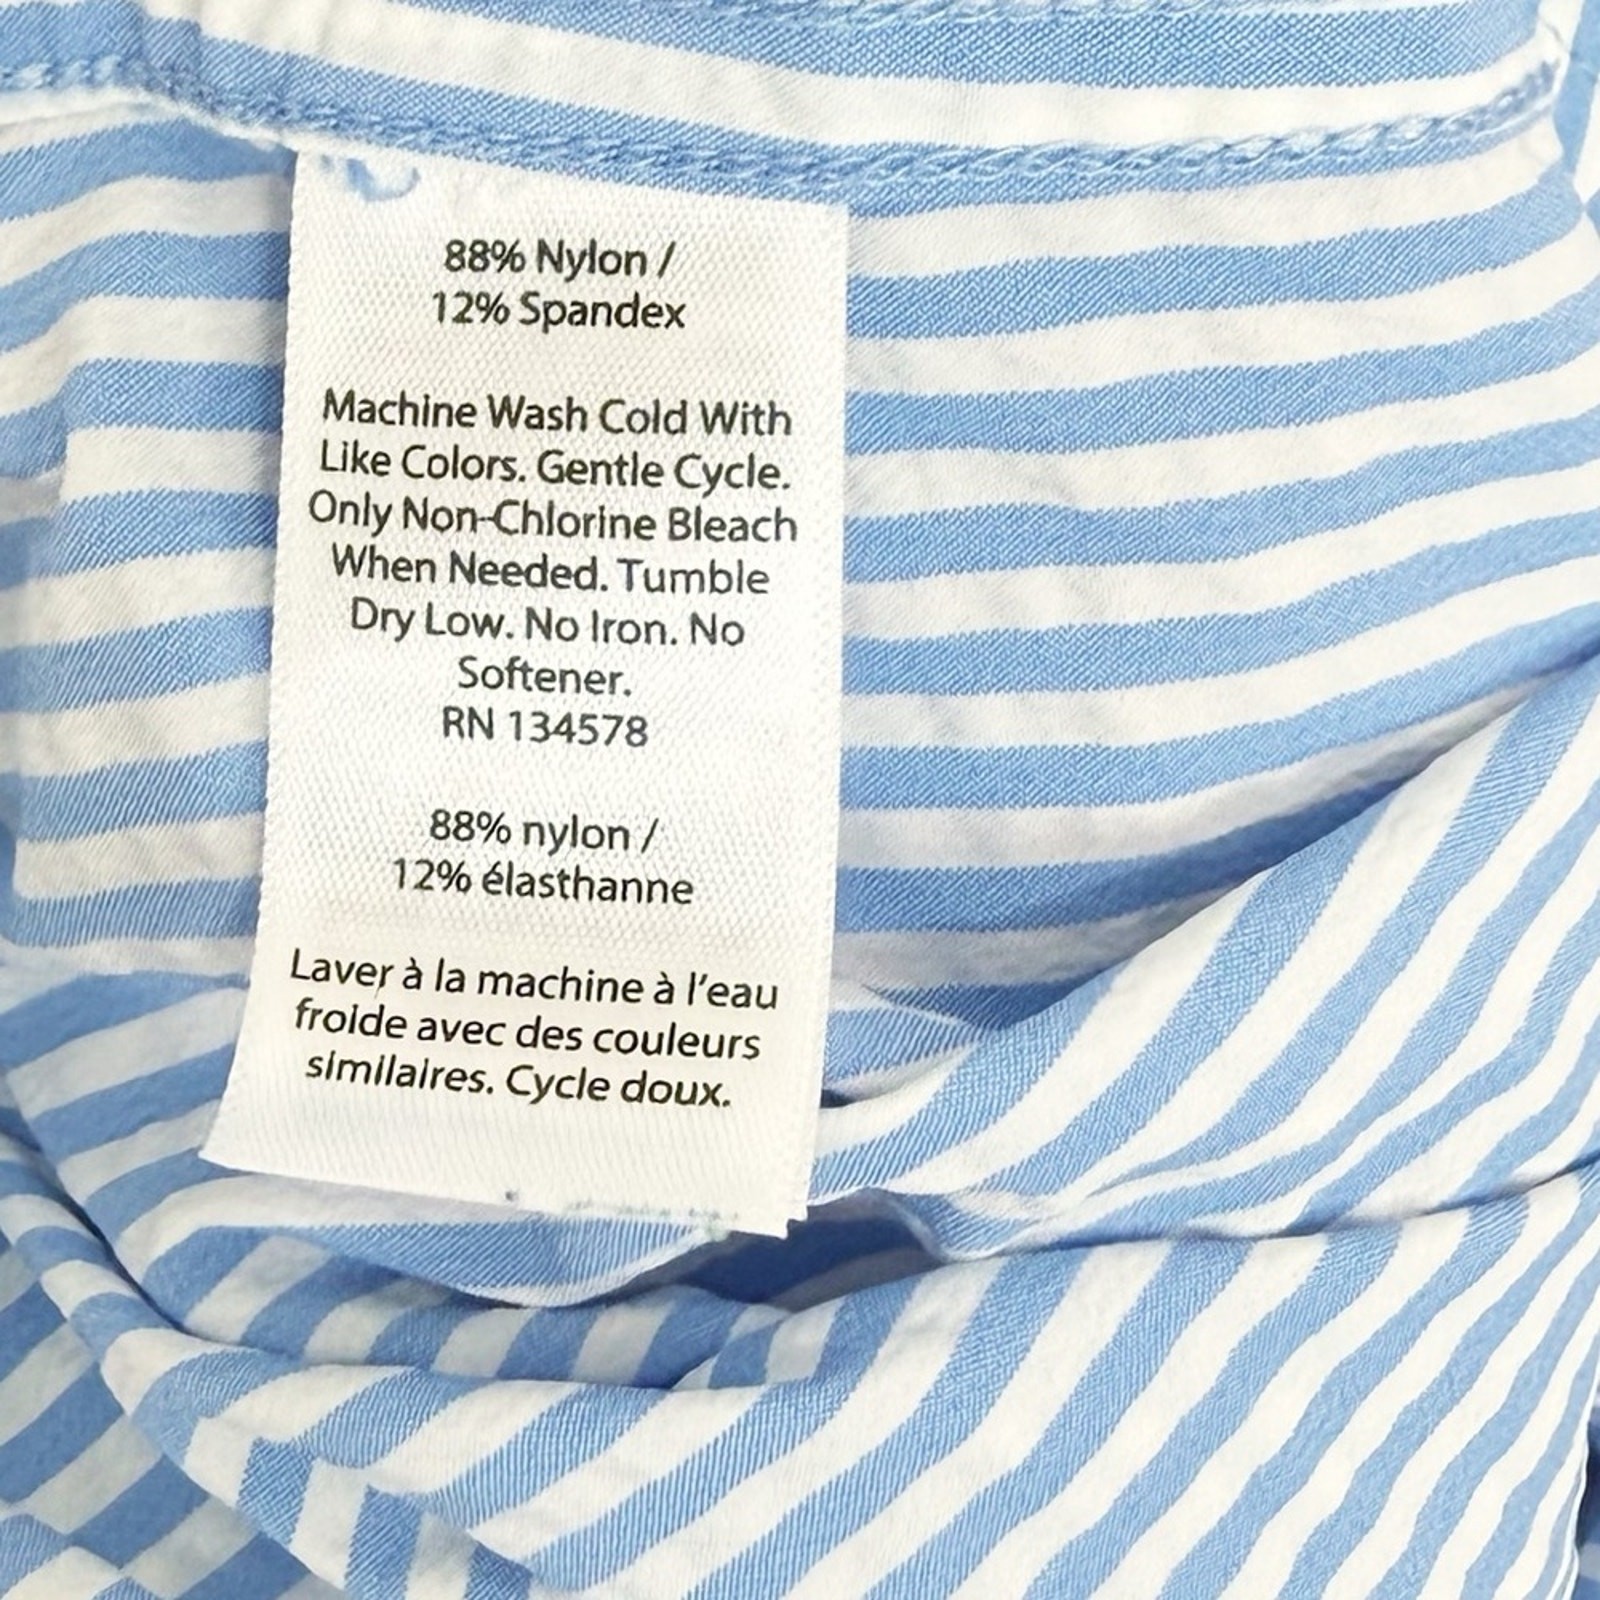 88% Nylon /
12% Spandex
Machine Wash Cold With
Like Colors. Gentle Cycle.
Only Non-Chlorine Bleach
When Needed. Tumble
Dry Low. No Iron. No
Softener.
RN 134578
88% nylon /
12% élasthanne
Laver à la machine à l'eau
froide avec des couleurs
similaires. Cycle doux.